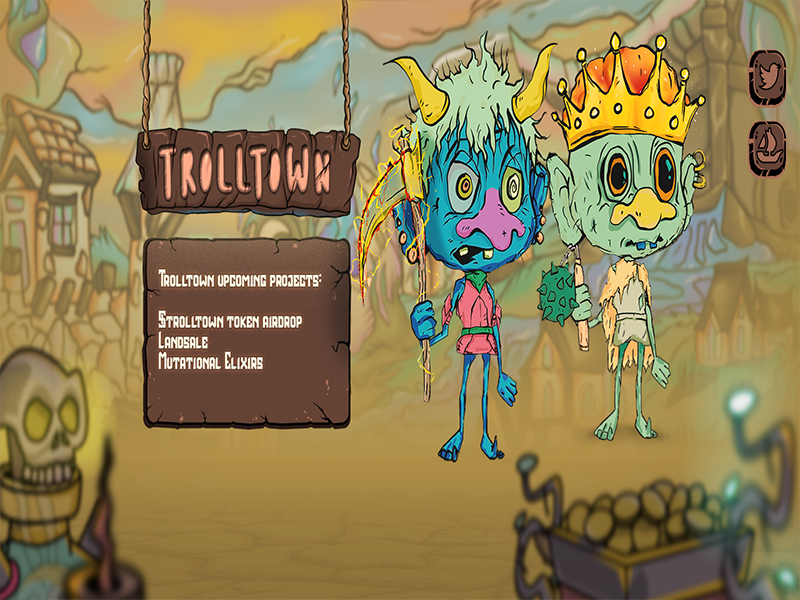 TROLLTOWN
Trolltown upcoming projects:
Strolltown token airdrop
Landsale
Mutational Elixirs